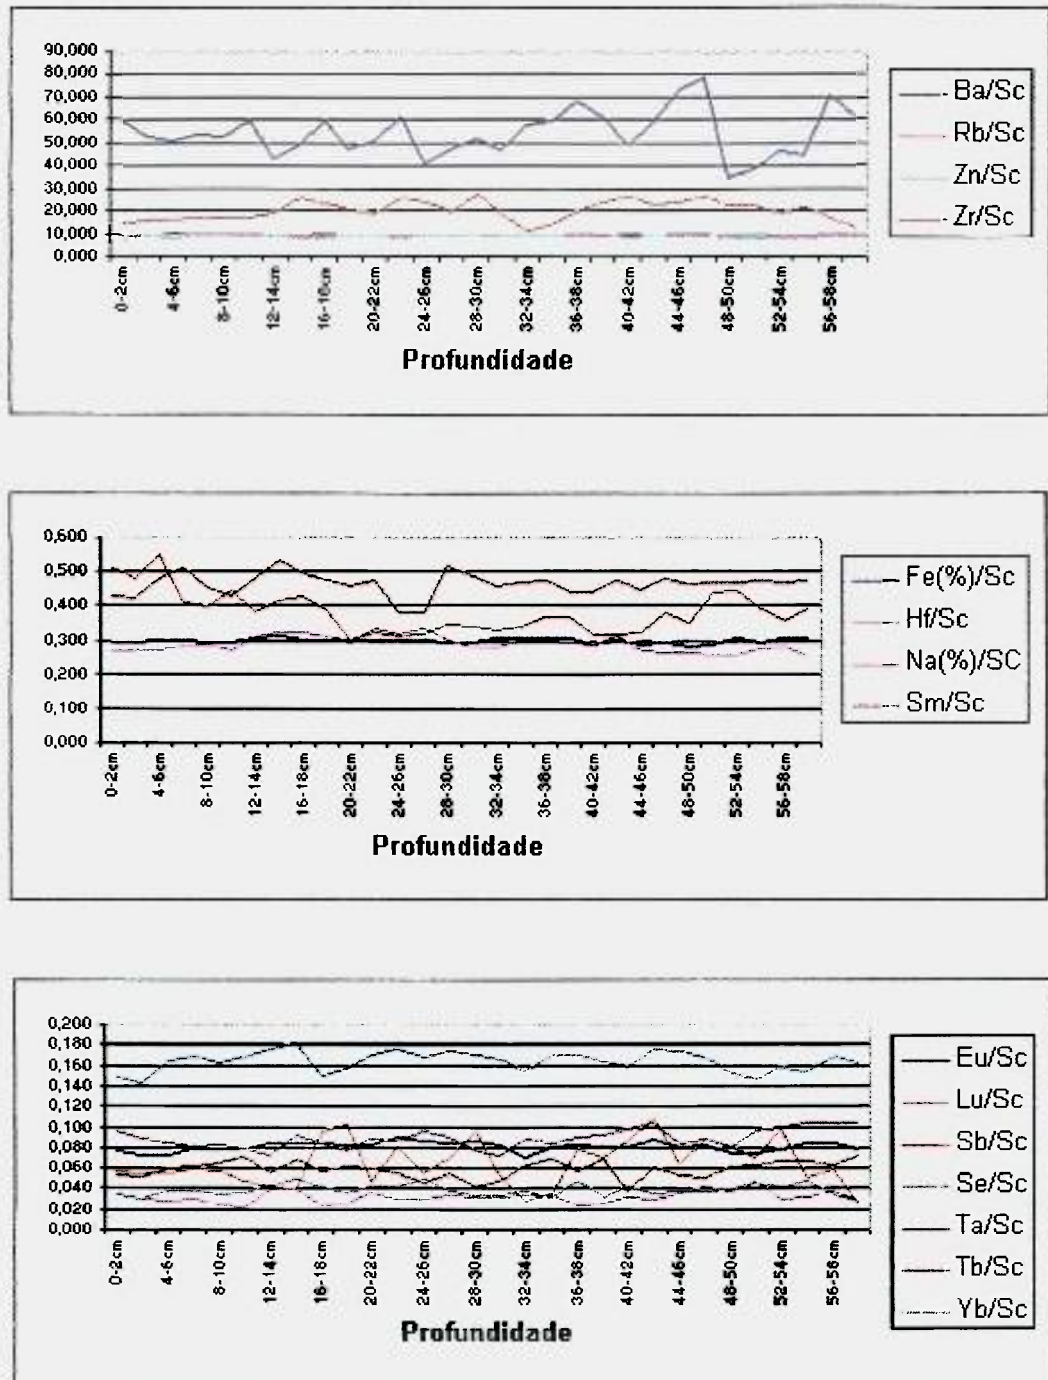 90,000
80,000
70,000
60,000
50,000
40,000
30,000
20,000
10,000
0,000
0-2cm
4-6cm
8-10cm
12-14cm
16-18cm
20-22cm
24-26cm
28-30cm
32-34cm
36-38cm
40-42cm
44-46cm
48-50cm
52-54cm
56-58cm
Profundidade
Ba/Sc
Rb/Sc
Zn/Sc
Zr/Sc
0,600
0,500
0,400
0,300
0,200
0,100
0,000
0-2cm
4-6cm
8-10cm
12-14cm
16-18cm
20-22cm
24-26cm
28-30cm
32-34cm
36-38cm
40-42cm
44-46cm
48-50cm
52-54cm
56-58cm
Profundidade
Fe(%)/Sc
Hf/Sc
Na(%)/SC
Sm/Sc
0,200
0,180
0,160
0,140
0,120
0,100
0,080
0,060
0,040
0,020
0,000
0-2cm
4-6cm
8-10cm
12-14cm
16-18cm
20-22cm
24-26cm
28-30cm
32-34cm
36-38cm
40-42cm
44-46cm
48-50cm
52-54cm
56-58cm
Profundidade
Eu/Sc
Lu/Sc
Sb/Sc
Se/Sc
Ta/Sc
Tb/Sc
Yb/Sc